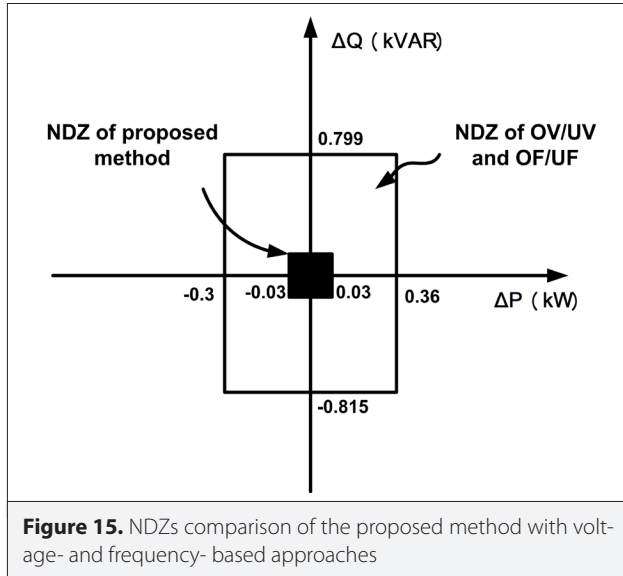 ΔQ ( kVAR)
NDZ of proposed
method
NDZ of OV/UV
and OF/UF
0.799
-0.3
-0.03
0.03
0.36
ΔP ( kW)
-0.815
Figure 15. NDZs comparison of the proposed method with volt-
age- and frequency- based approaches